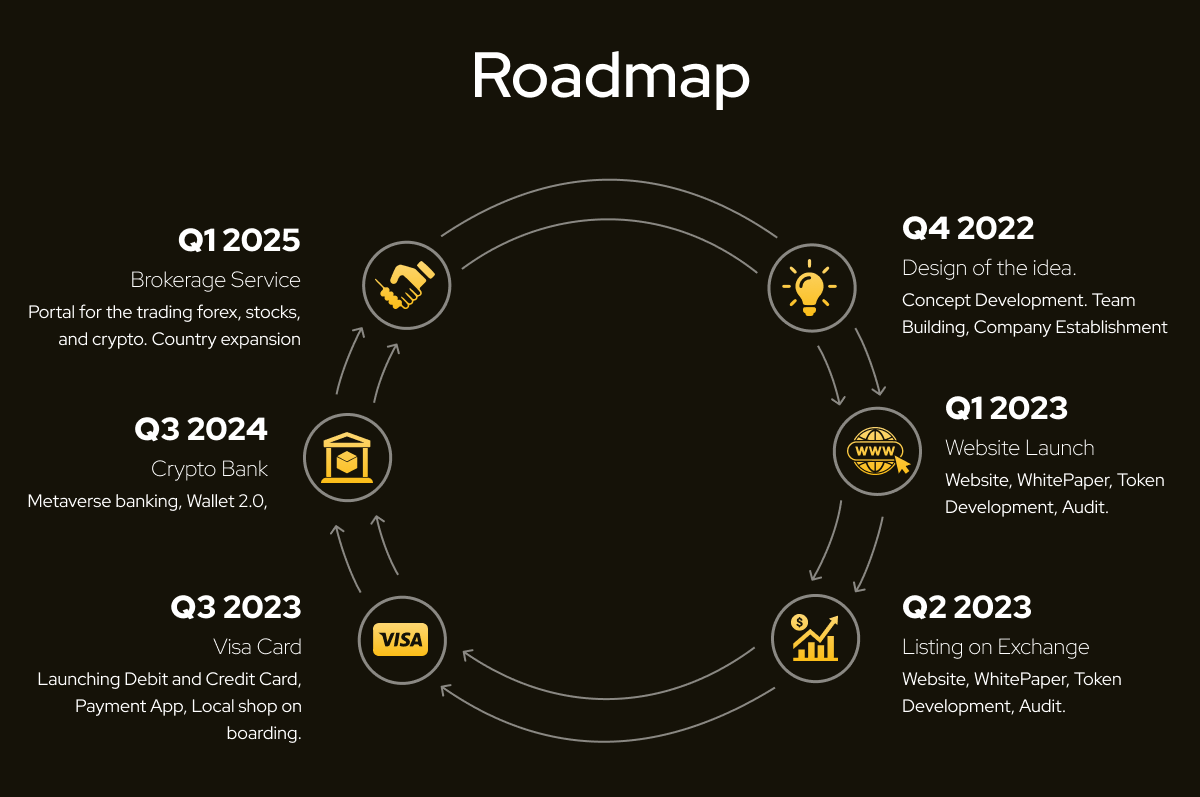 Roadmap
Q4 2022
Design of the idea.
Concept Development. Team
Building, Company Establishment
Q1 2023
Website Launch
Website, WhitePaper, Token
Development, Audit.
WWW
Q2 2023
Listing on Exchange
Website, WhitePaper, Token
Development, Audit.
$
Q3 2023
Visa Card
Launching Debit and Credit Card,
Payment App, Local shop on
boarding.
VISA
Q3 2024
Crypto Bank
Metaverse banking, Wallet 2.0,
Q1 2025
Brokerage Service
Portal for the trading forex, stocks,
and crypto. Country expansion